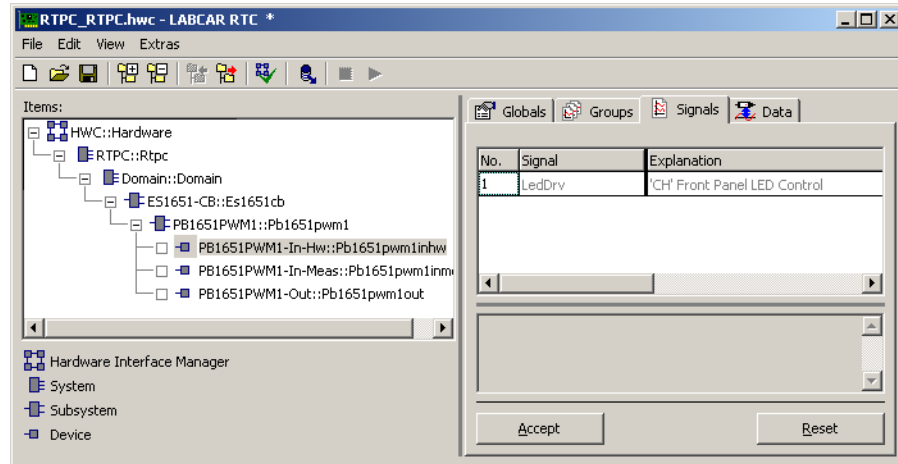 RTPC_RTPC.hwc - LABCAR RTC *
File Edit View Extras
Items:
HWC::Hardware
RTPC::Rtpc
Domain::Domain
ES1651-CB::Es1651cb
PB1651PWM1::Pb1651pwm1
PB1651PWM1-In-Hw::Pb1651pwm1inhw
PB1651PWM1-In-Meas::Pb1651pwm1inm
PB1651PWM1-Out::Pb1651pwm1out
Hardware Interface Manager
System
Subsystem
Device
Globals Groups Signals Data
No. Signal Explanation
1 LedDrv 'CH' Front Panel LED Control
Accept Reset